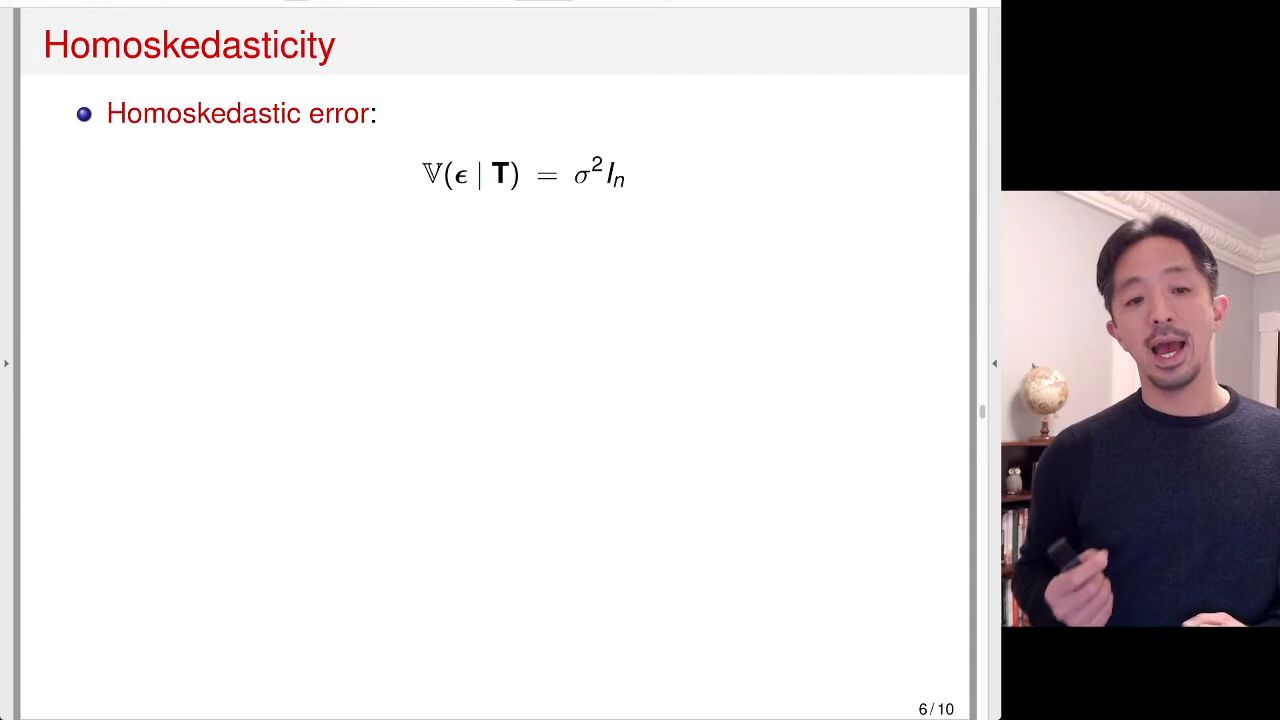 Homoskedasticity
Homoskedastic error:
𝕍(ϵ | T) = σ²Iₙ
6 / 10